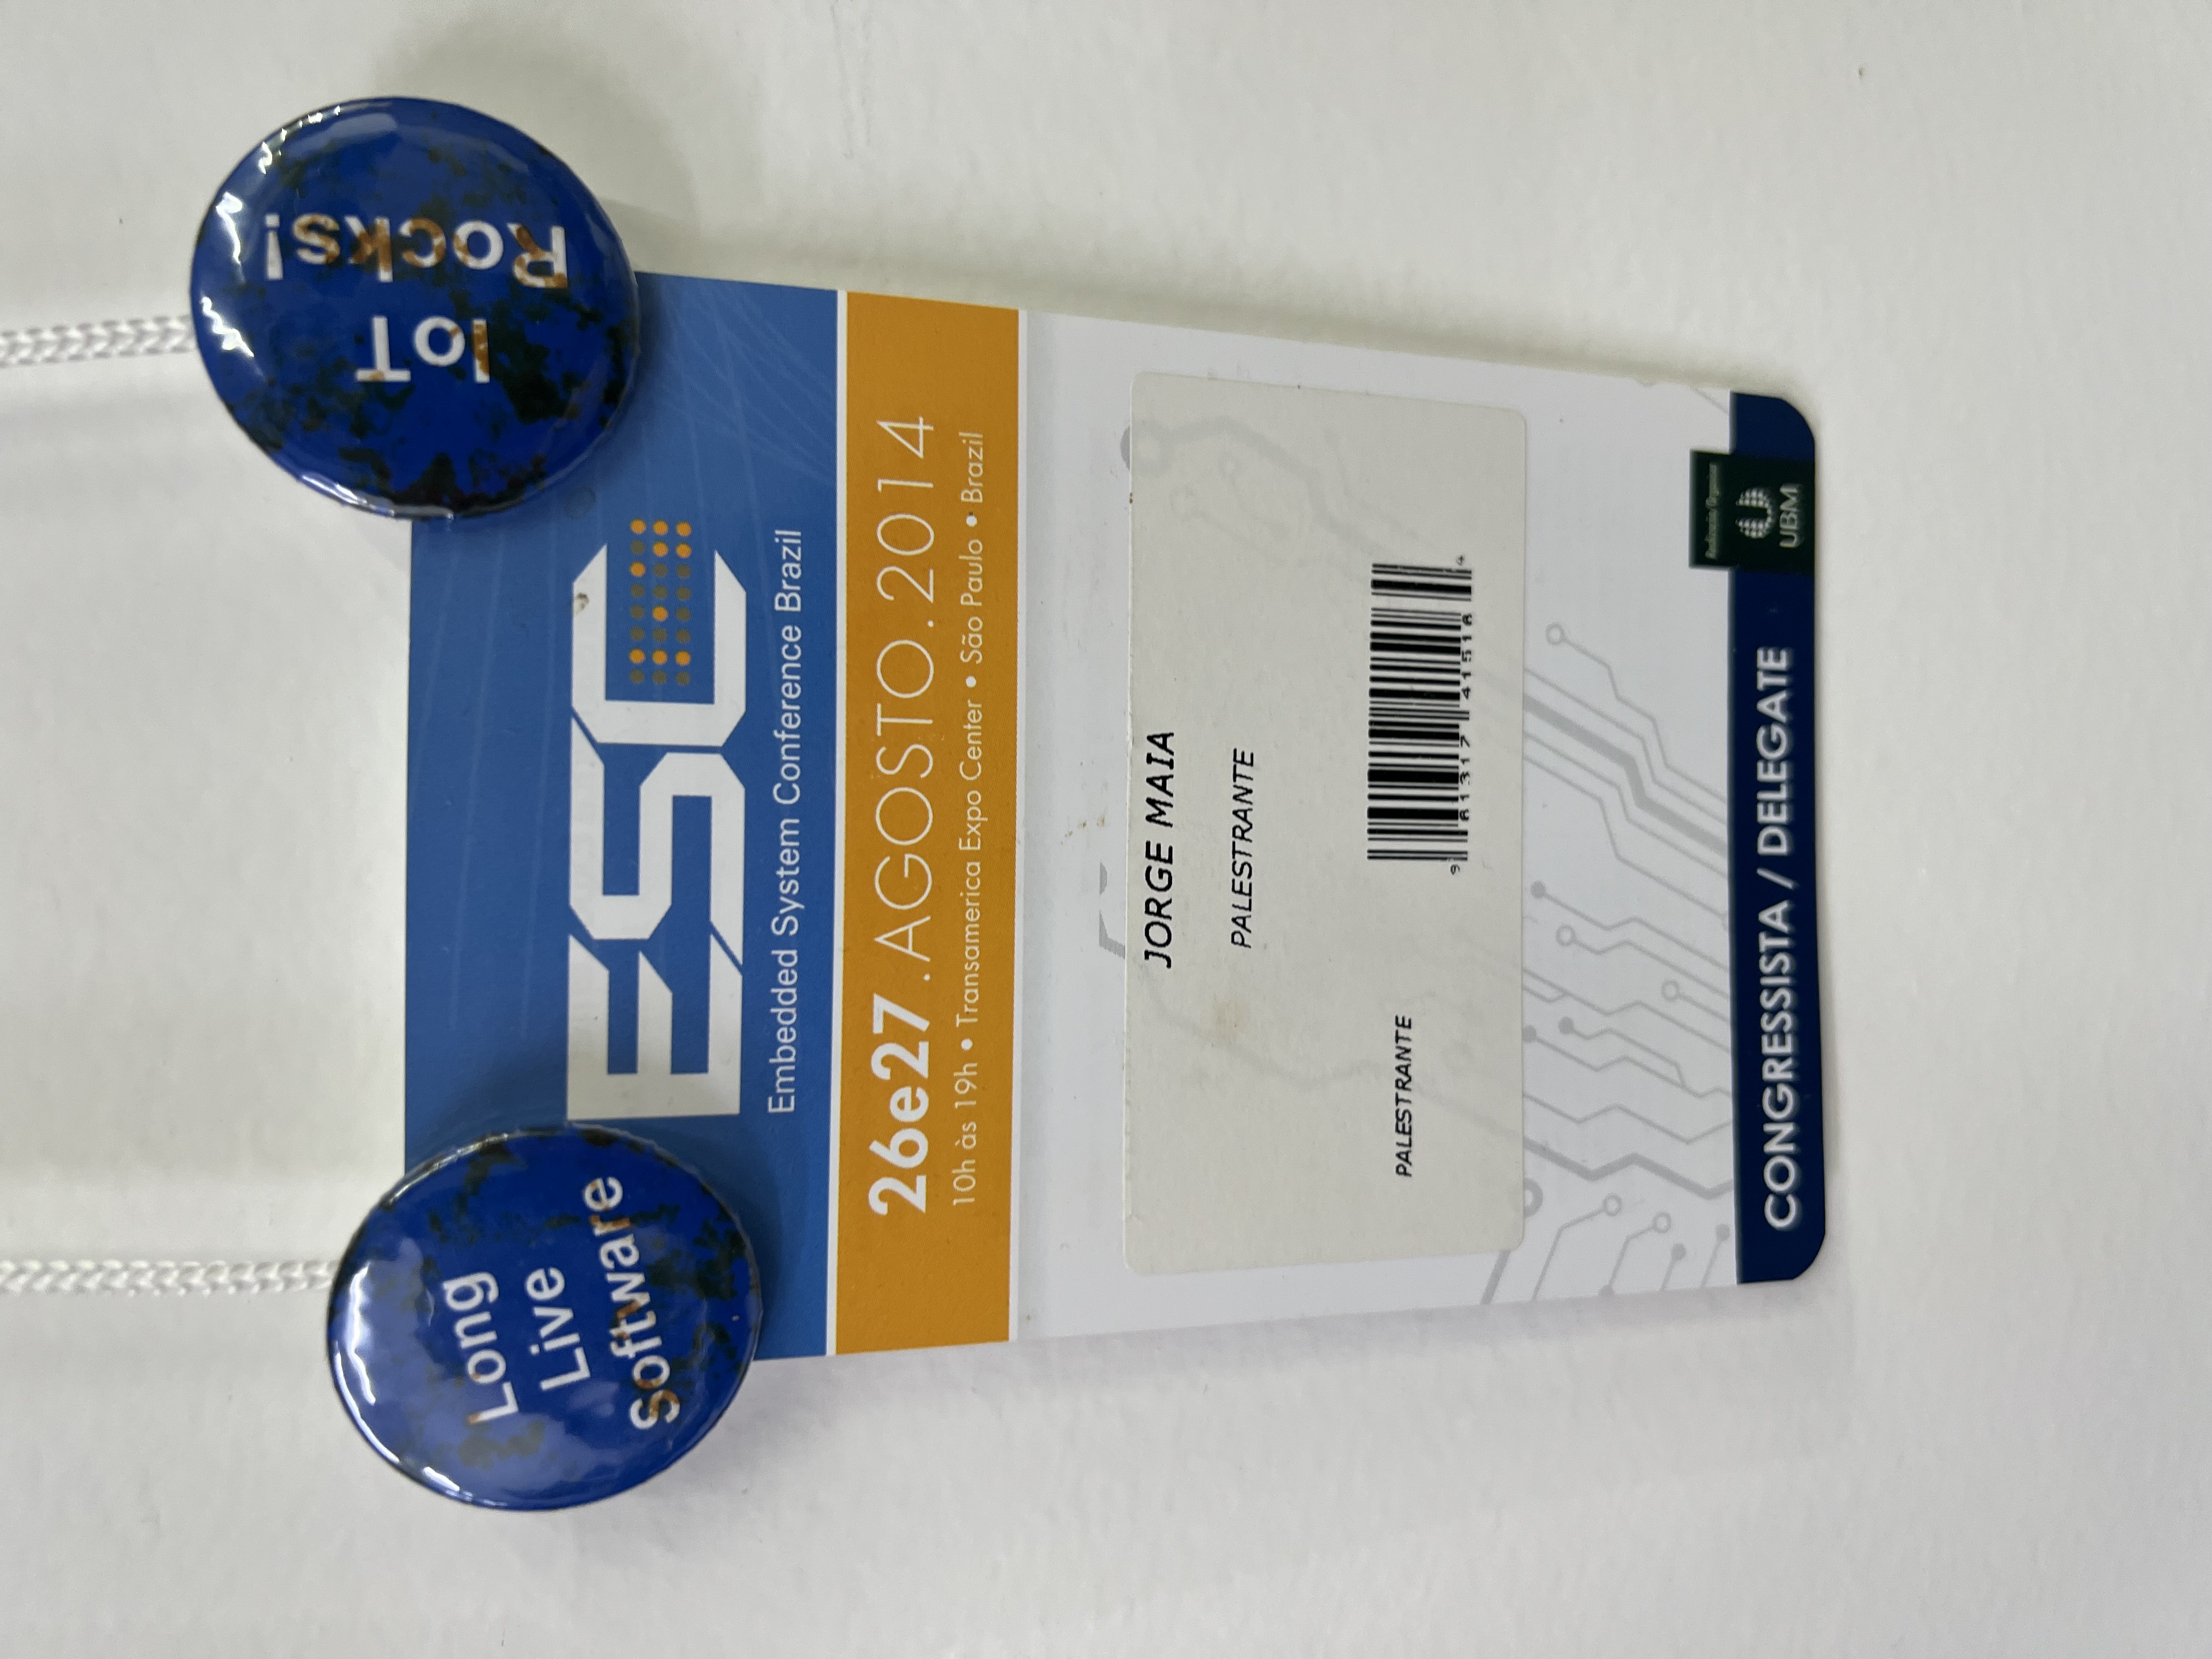 IoT
Rocks!
Long
Live
Software
ESC
Embedded System Conference Brazil
26e27.AGOSTO.2014
10h às 19h • Transamerica Expo Center • São Paulo • Brazil
JORGE MAIA
PALESTRANTE
PALESTRANTE
CONGRESSISTA / DELEGATE
UBM